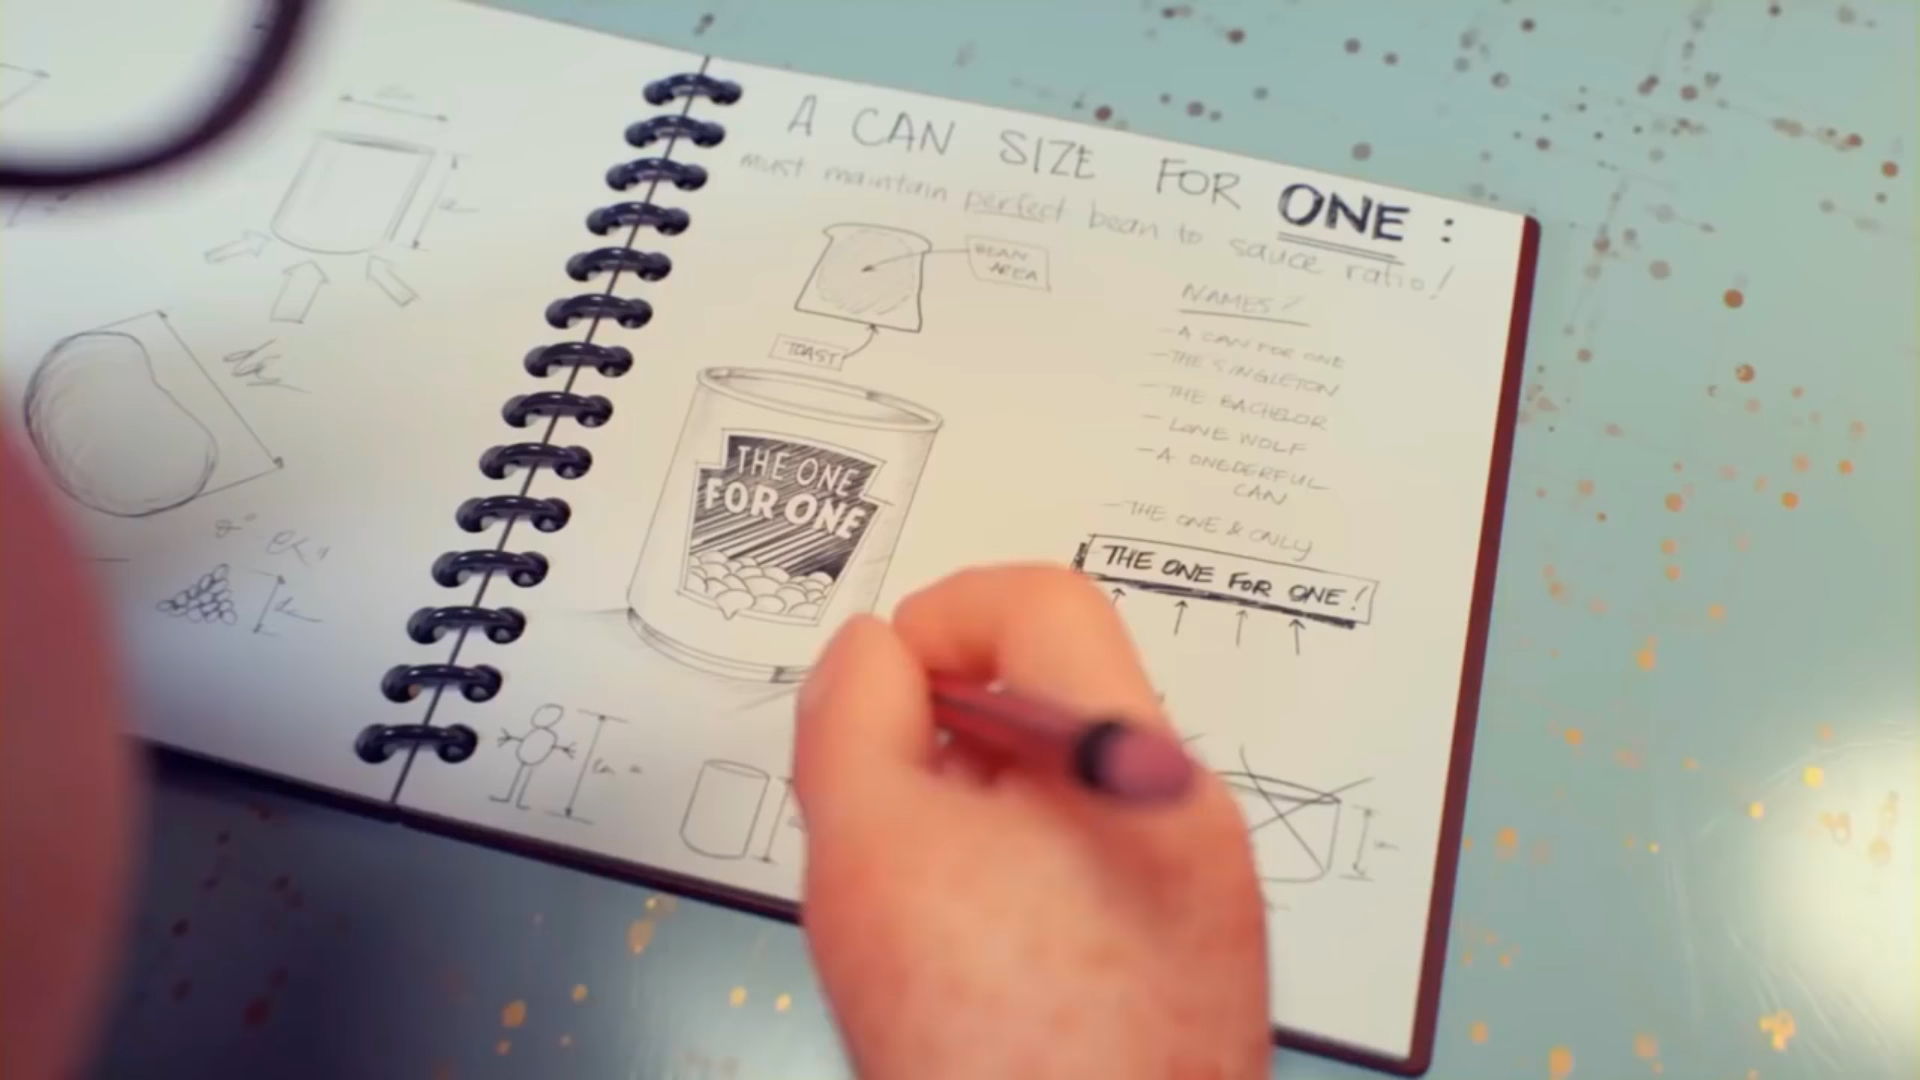 A CAN SIZE FOR ONE :
must maintain perfect bean to sauce ratio!
BEAN
AREA
TOAST
THE ONE
FOR ONE
NAMES?
- A CAN FOR ONE
- THE SINGLETON
- THE BACHELOR
- LONE WOLF
- A ONEDERFUL
CAN
- THE ONE & ONLY
THE ONE FOR ONE!